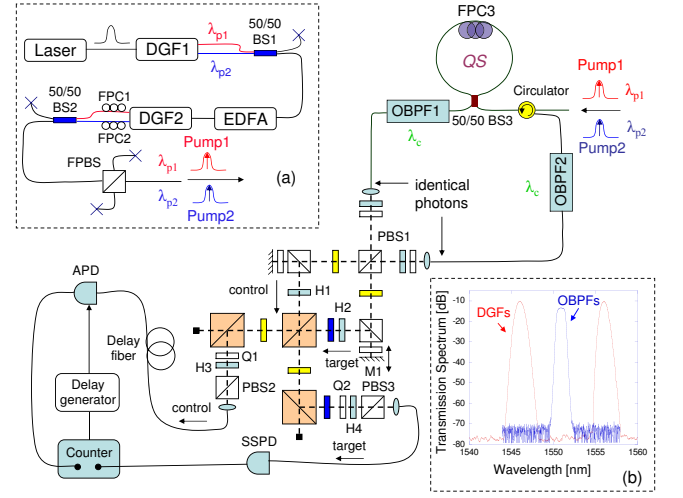 Laser
DGF1
λp1
λp2
50/50
BS1
50/50
BS2
FPC1
FPC2
DGF2
EDFA
FPBS
λp1
Pump1
λp2
Pump2
(a)
FPC3
QS
OBPF1
50/50 BS3
Circulator
Pump1
λp1
λp2
Pump2
λc
λc
OBPF2
identical
photons
PBS1
APD
control
H1
H2
Delay
fiber
Q1
H3
target
M1
PBS2
Q2
PBS3
Delay
generator
control
H4
target
SSPD
Counter
Transmission Spectrum [dB]
0
-10
-20
-30
-40
-50
-60
-70
-80
DGFs
OBPFs
1540
1545
1550
1555
1560
Wavelength [nm]
(b)